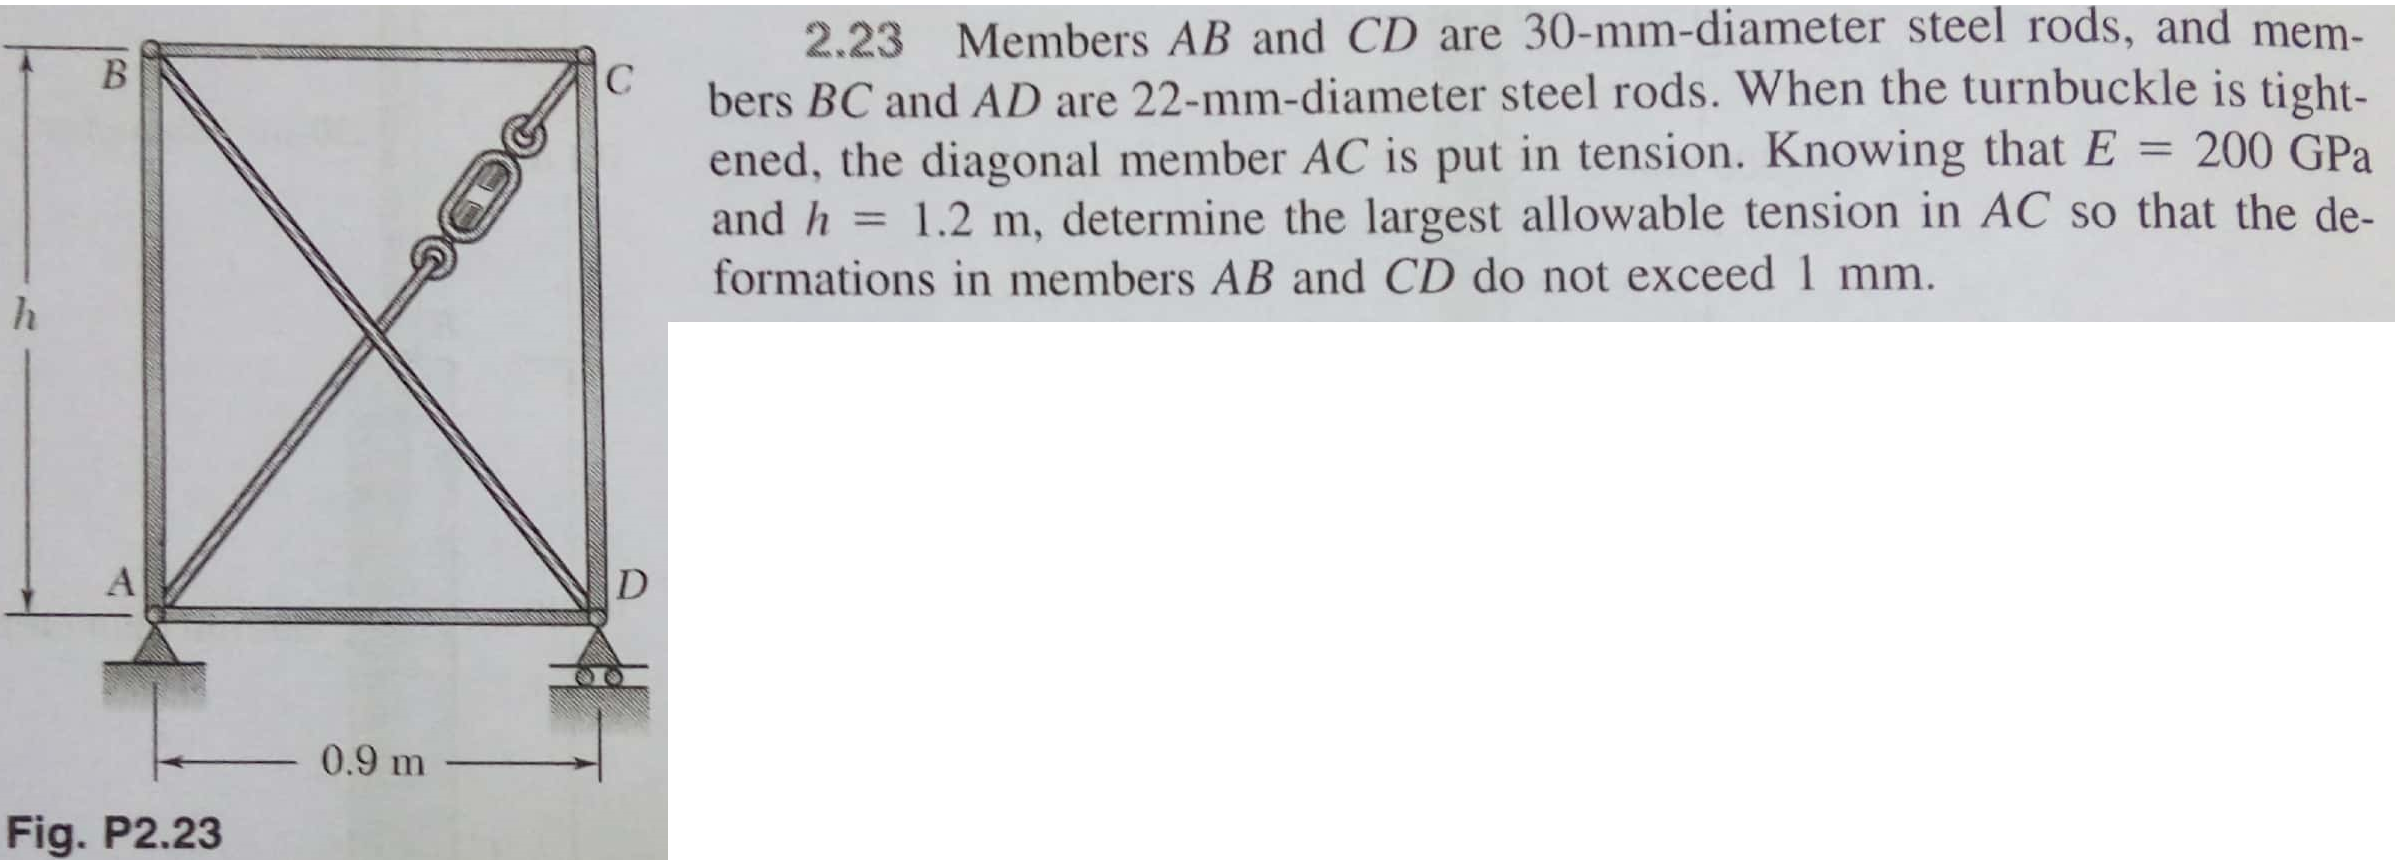 2.23 Members AB and CD are 30-mm-diameter steel rods, and mem-
bers BC and AD are 22-mm-diameter steel rods. When the turnbuckle is tight-
ened, the diagonal member AC is put in tension. Knowing that E = 200 GPa
and h = 1.2 m, determine the largest allowable tension in AC so that the de-
formations in members AB and CD do not exceed 1 mm.
B
C
h
A
D
0.9 m
Fig. P2.23